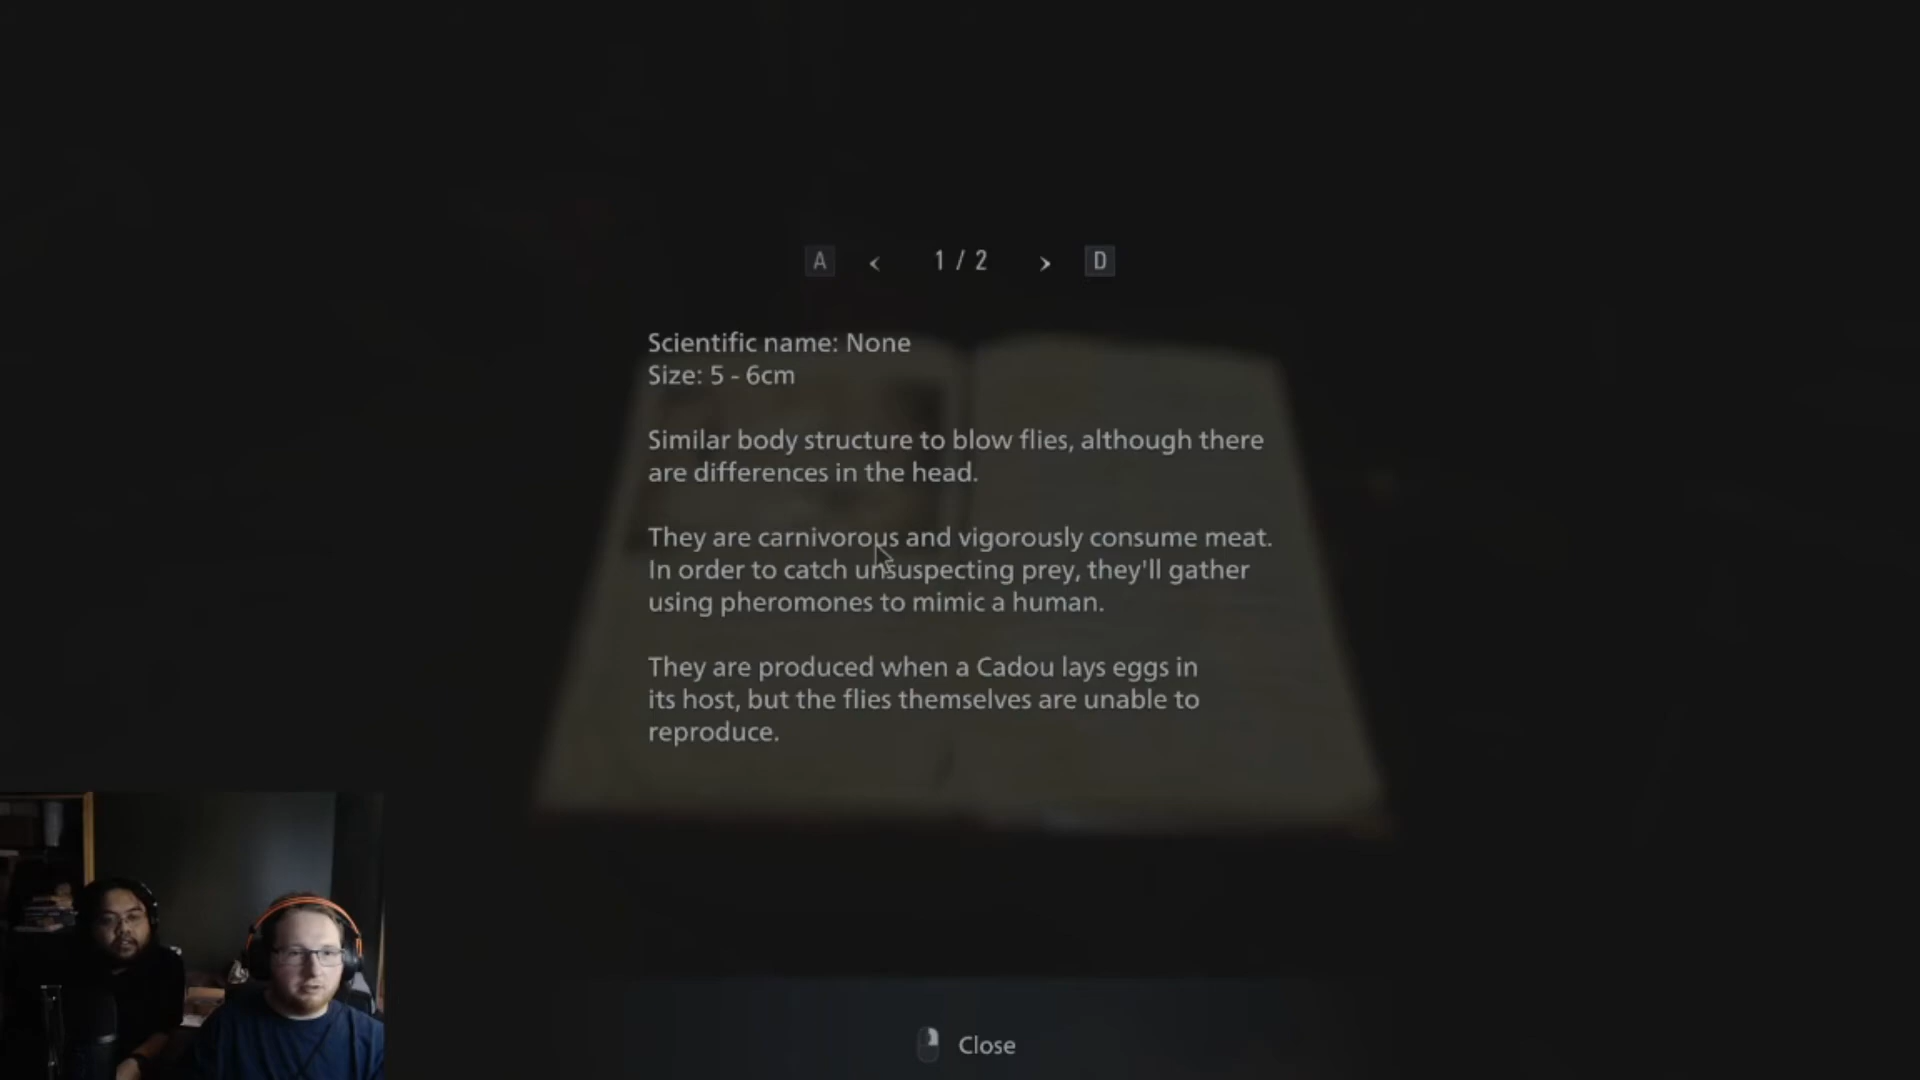 A < 1 / 2 > D
Scientific name: None
Size: 5 - 6cm
Similar body structure to blow flies, although there
are differences in the head.
They are carnivorous and vigorously consume meat.
In order to catch unsuspecting prey, they'll gather
using pheromones to mimic a human.
They are produced when a Cadou lays eggs in
its host, but the flies themselves are unable to
reproduce.
Close